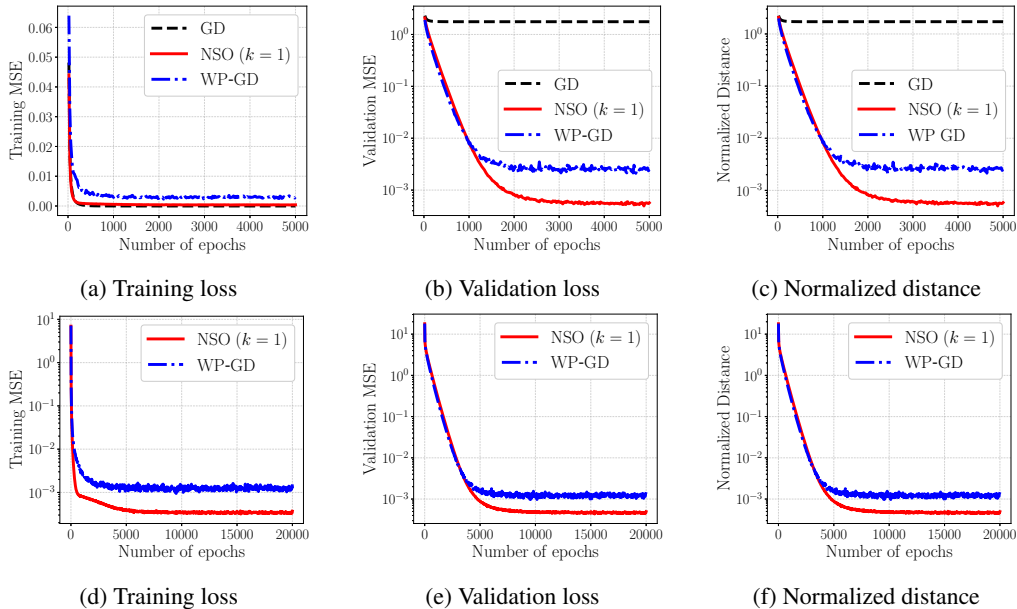 GD
NSO (k = 1)
WP-GD
Training MSE
0.06
0.05
0.04
0.03
0.02
0.01
0.00
0 1000 2000 3000 4000 5000
Number of epochs
(a) Training loss
GD
NSO (k = 1)
WP-GD
Validation MSE
10^0
10^-1
10^-2
10^-3
0 1000 2000 3000 4000 5000
Number of epochs
(b) Validation loss
GD
NSO (k = 1)
WP GD
Normalized Distance
10^0
10^-1
10^-2
10^-3
0 1000 2000 3000 4000 5000
Number of epochs
(c) Normalized distance
NSO (k = 1)
WP-GD
Training MSE
10^1
10^0
10^-1
10^-2
10^-3
0 5000 10000 15000 20000
Number of epochs
(d) Training loss
NSO (k = 1)
WP-GD
Validation MSE
10^1
10^0
10^-1
10^-2
10^-3
0 5000 10000 15000 20000
Number of epochs
(e) Validation loss
NSO (k = 1)
WP-GD
Normalized Distance
10^1
10^0
10^-1
10^-2
10^-3
0 5000 10000 15000 20000
Number of epochs
(f) Normalized distance